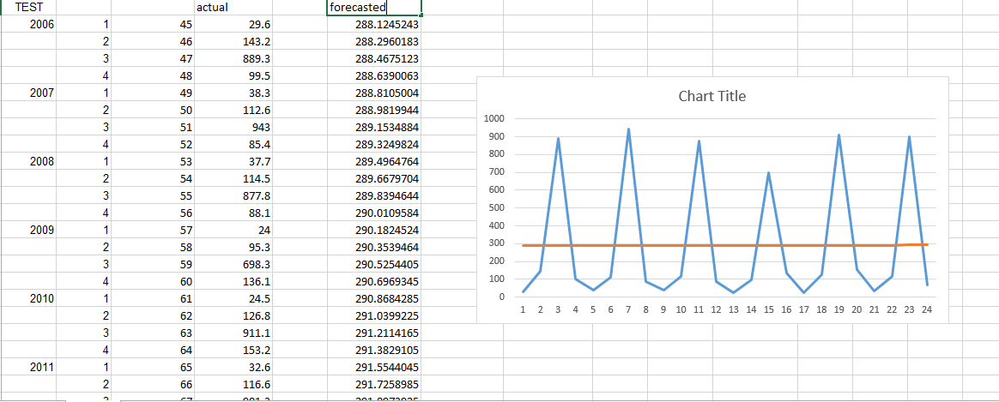 TEST actual forecasted
2006 1 45 29.6 288.1245243
2 46 143.2 288.2960183
3 47 889.3 288.4675123
4 48 99.5 288.6390063
2007 1 49 38.3 288.8105004
2 50 112.6 288.9819944
3 51 943 289.1534884
4 52 85.4 289.3249824
2008 1 53 37.7 289.4964764
2 54 114.5 289.6679704
3 55 877.8 289.8394644
4 56 88.1 290.0109584
2009 1 57 24 290.1824524
2 58 95.3 290.3539464
3 59 698.3 290.5254405
4 60 136.1 290.6969345
2010 1 61 24.5 290.8684285
2 62 126.8 291.0399225
3 63 911.1 291.2114165
4 64 153.2 291.3829105
2011 1 65 32.6 291.5544045
2 66 116.6 291.7258985
Chart Title
1000
900
800
700
600
500
400
300
200
100
0
1 2 3 4 5 6 7 8 9 10 11 12 13 14 15 16 17 18 19 20 21 22 23 24